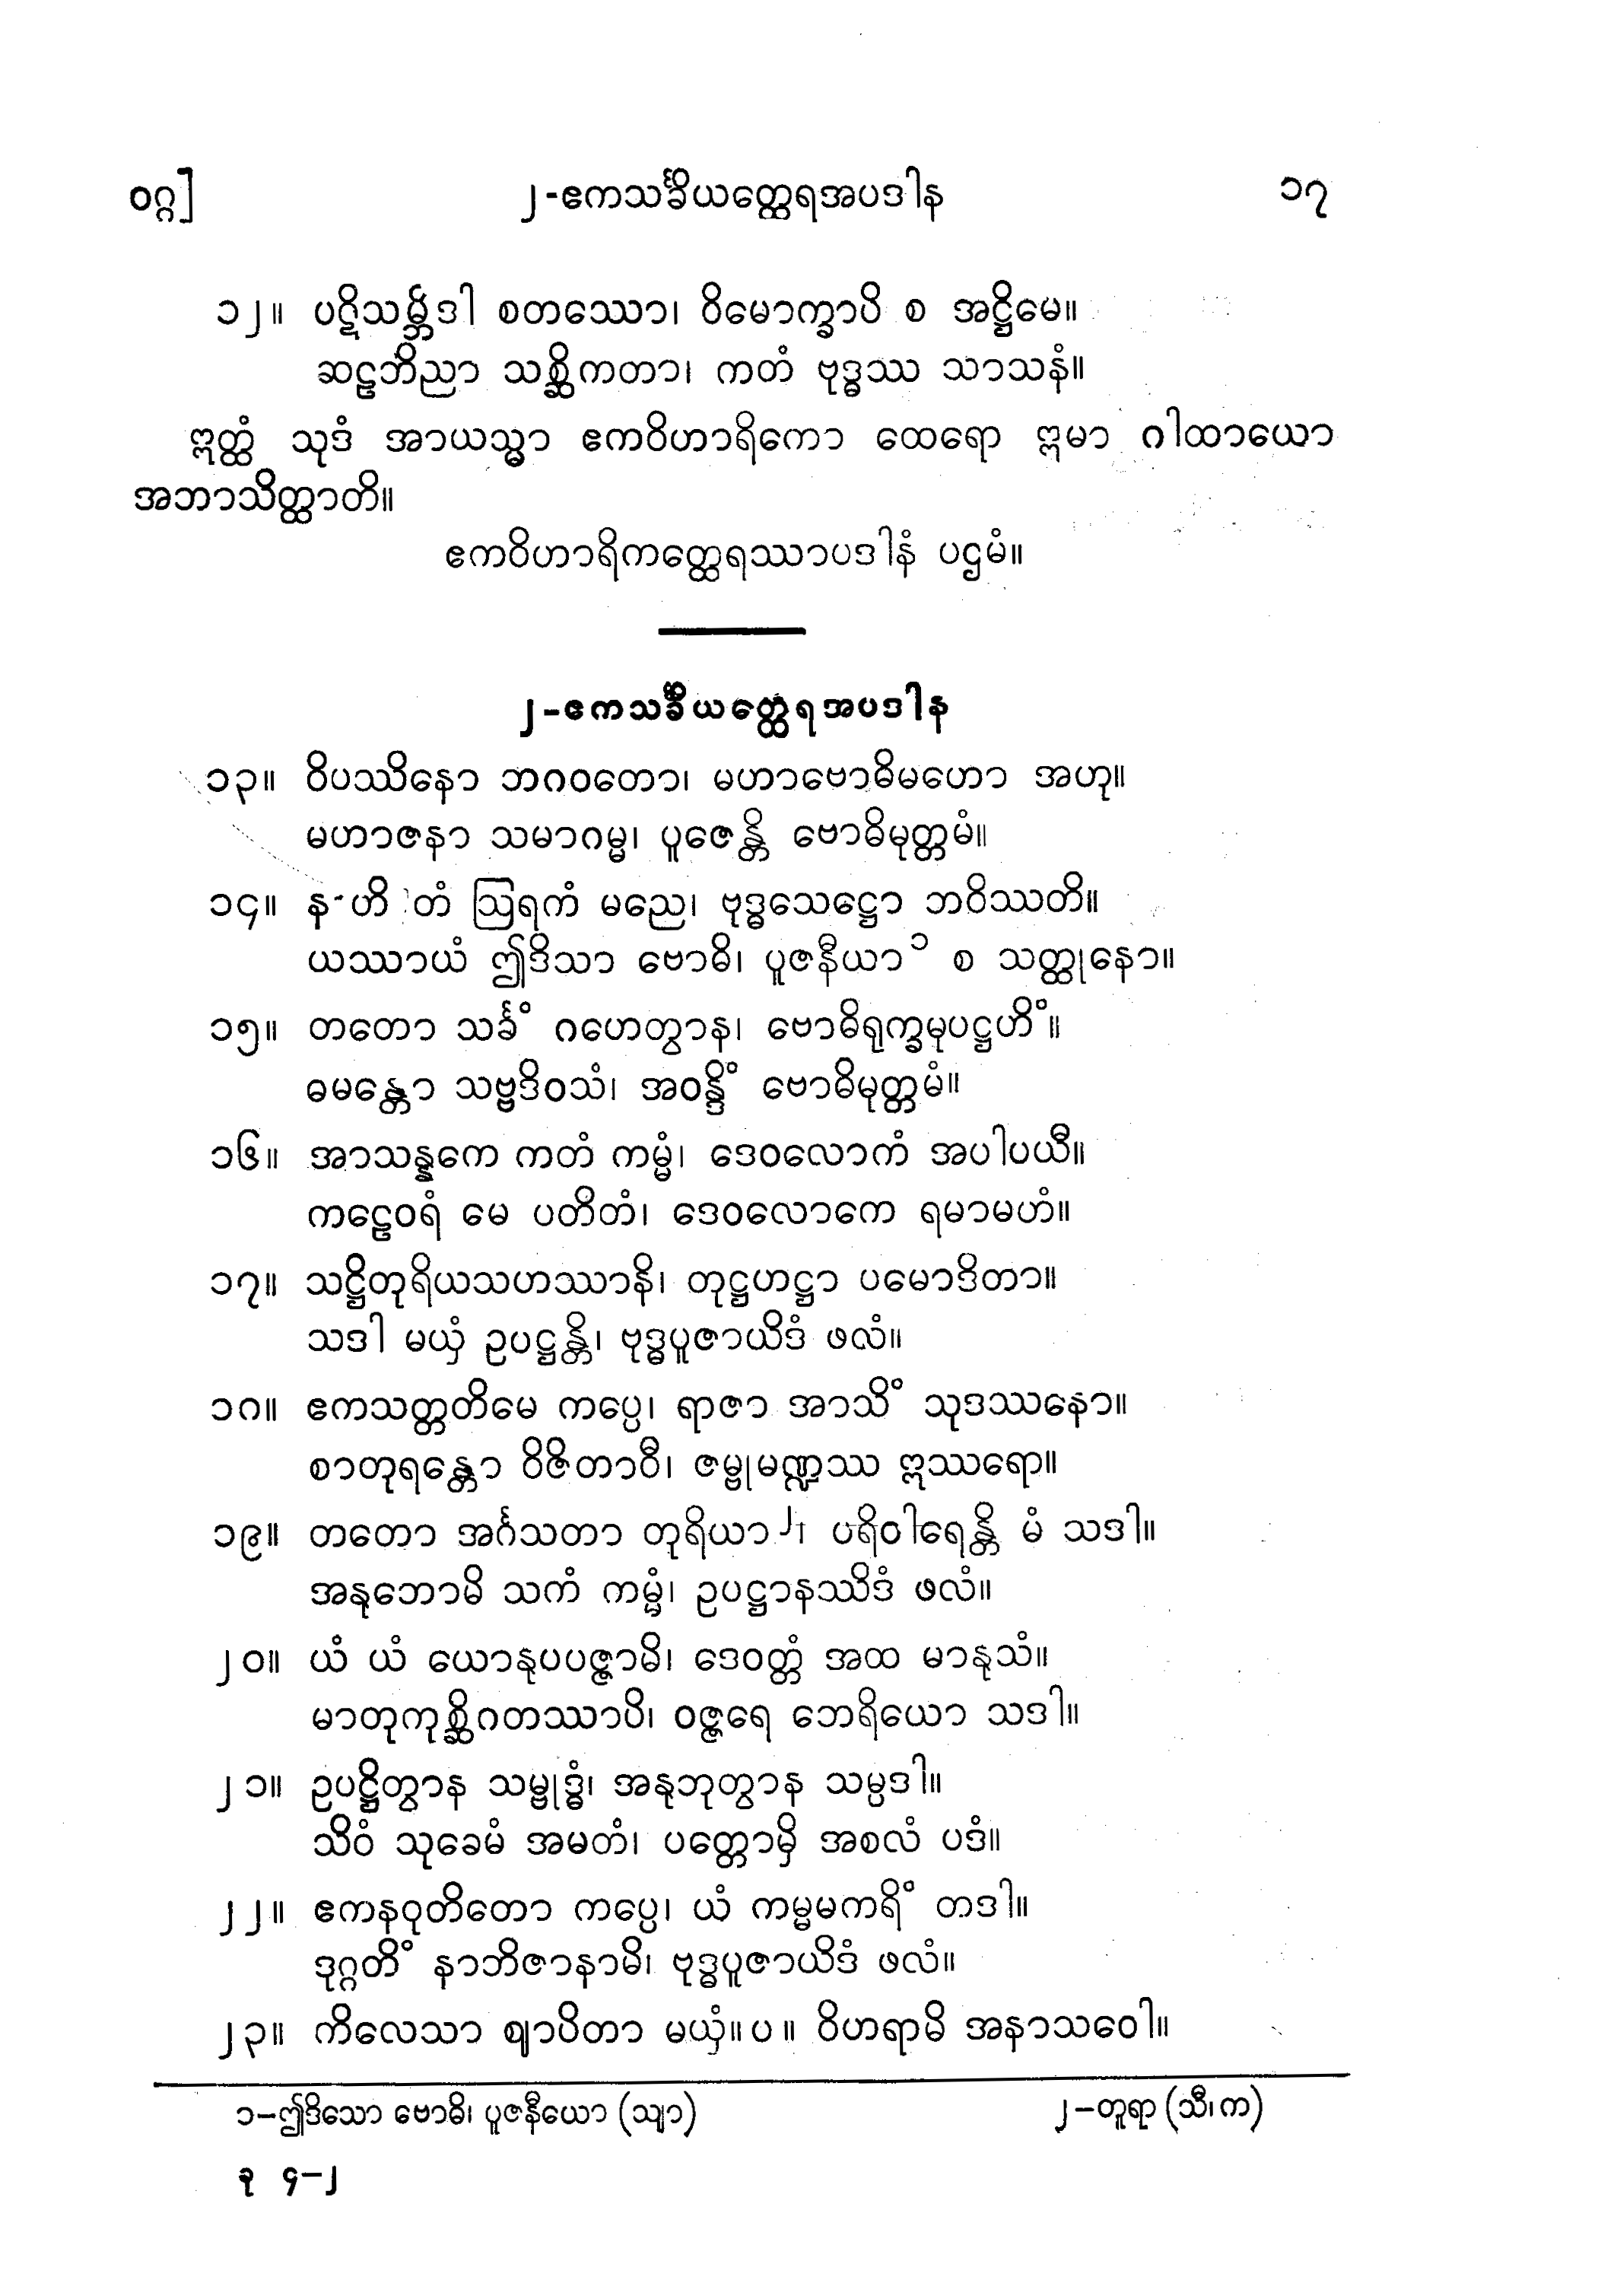 ဝဂ္ဂ] ၂-ဧကသင်္ခိယတ္ထေရအပဒါန ၁၇
၁၂။ ပဋိသမ္ဘိဒါ စတဿော၊ ဝိမောက္ခာပိ စ အဋ္ဌိမေ။
ဆဠဘိညာ သစ္ဆိကတာ၊ ကတံ ဗုဒ္ဓဿ သာသနံ။
ဣတ္ထံ သုဒံ အာယသ္မာ ဧကဝိဟာရိကော ထေရော ဣမာ ဂါထာယော
အဘာသိတ္ထာတိ။
ဧကဝိဟာရိကတ္ထေရဿာပဒါနံ ပဌမံ။
၂-ဧကသင်္ခိယတ္ထေရအပဒါန
၁၃။ ဝိပဿိနော ဘဂဝတော၊ မဟာဗောဓိမဟော အဟု။
မဟာဇနာ သမာဂမ္မ၊ ပူဇေန္တိ ဗောဓိမုတ္တမံ။
၁၄။ န-ဟိ တံ ဩရကံ မညေ၊ ဗုဒ္ဓသေဋ္ဌော ဘဝိဿတိ။
ယဿာယံ ဤဒိသာ ဗောဓိ၊ ပူဇနီယာ ၁ စ သတ္ထုနော။
၁၅။ တတော သင်္ခံ ဂဟေတွာန၊ ဗောဓိရုက္ခမုပဋ္ဌဟိံ။
ဓမန္တော သဗ္ဗဒိဝသံ၊ အဝန္ဒိံ ဗောဓိမုတ္တမံ။
၁၆။ အာသန္နကေ ကတံ ကမ္မံ၊ ဒေဝလောကံ အပါပယီ။
ကဠေဝရံ မေ ပတိတံ၊ ဒေဝလောကေ ရမာမဟံ။
၁၇။ သဋ္ဌိတုရိယသဟဿာနိ၊ တုဋ္ဌဟဋ္ဌာ ပမောဒိတာ။
သဒါ မယှံ ဥပဋ္ဌန္တိ၊ ဗုဒ္ဓပူဇာယိဒံ ဖလံ။
၁၈။ ဧကသတ္တတိမေ ကပ္ပေ၊ ရာဇာ အာသိံ သုဒဿနော။
စာတုရန္တော ဝိဇိတာဝီ၊ ဇမ္ဗုမဏ္ဍဿ ဣဿရော။
၁၉။ တတော အင်္ဂသတာ တုရိယာ ၂၊ ပရိဝါရေန္တိ မံ သဒါ။
အနုဘောမိ သကံ ကမ္မံ၊ ဥပဋ္ဌာနဿိဒံ ဖလံ။
၂၀။ ယံ ယံ ယောနုပပဇ္ဇာမိ၊ ဒေဝတ္တံ အထ မာနုသံ။
မာတုကုစ္ဆိဂတဿာပိ၊ ဝဇ္ဇရေ ဘေရိယော သဒါ။
၂၁။ ဥပဋ္ဌိတွာန သမ္ဗုဒ္ဓံ၊ အနုဘုတွာန သမ္ပဒါ။
သိဝံ သုခေမံ အမတံ၊ ပတ္တောမှိ အစလံ ပဒံ။
၂၂။ ဧကနဝုတိတော ကပ္ပေ၊ ယံ ကမ္မမကရိံ တဒါ။
ဒုဂ္ဂတိံ နာဘိဇာနာမိ၊ ဗုဒ္ဓပူဇာယိဒံ ဖလံ။
၂၃။ ကိလေသာ ဈာပိတာ မယှံ။ ပ ။ ဝိဟရာမိ အနာသဝေါ။
၁-ဤဒိသော ဗောဓိ၊ ပူဇနီယော (သျာ) ၂-တူရာ (သီ၊ က)
ခု ၄-၂